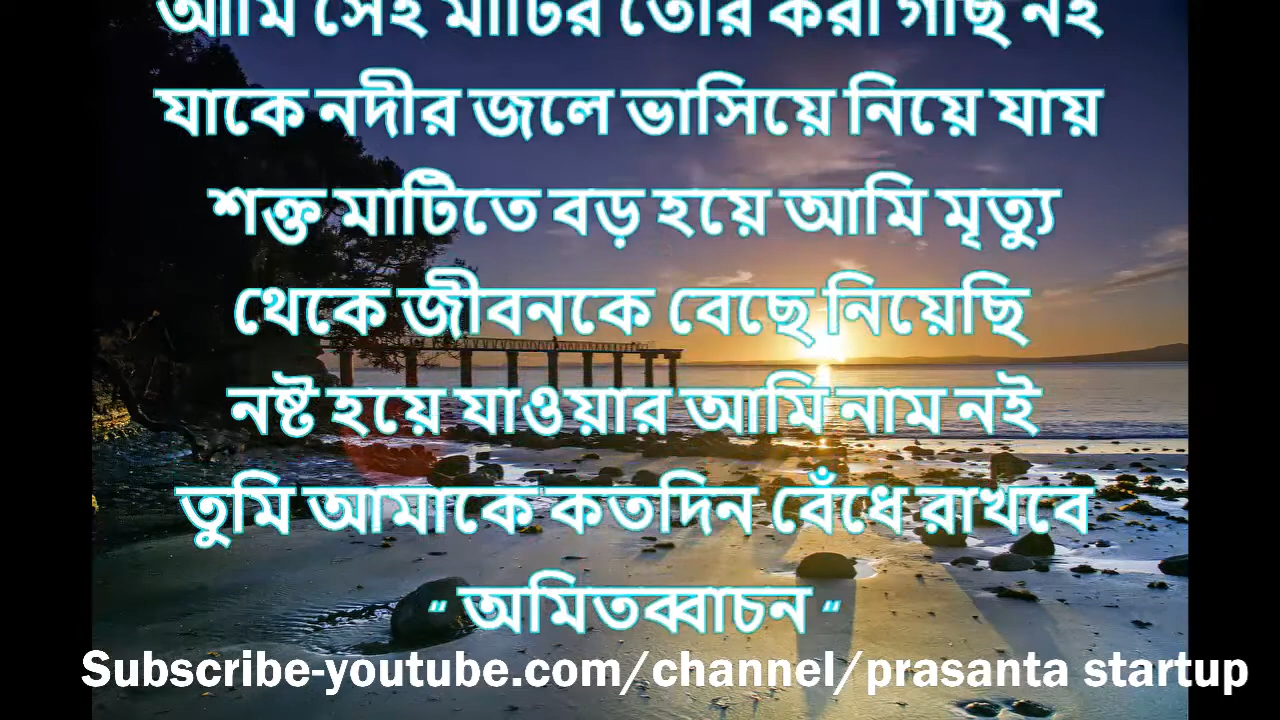 আমি সেই মাটির তৈরি করা গাছ নই
যাকে নদীর জলে ভাসিয়ে নিয়ে যায়
শক্ত মাটিতে বড় হয়ে আমি মৃত্যু
থেকে জীবনকে বেছে নিয়েছি
নষ্ট হয়ে যাওয়ার আমি নাম নই
তুমি আমাকে কতদিন বেঁধে রাখবে
“ অমিতব্বাচন “
Subscribe-youtube.com/channel/prasanta startup